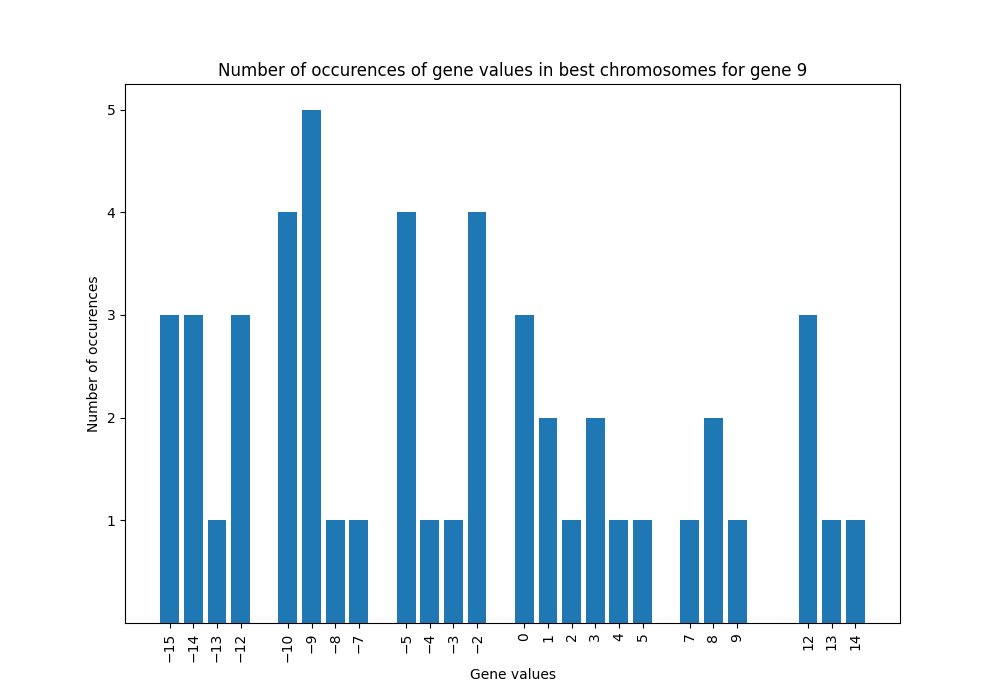 Number of occurences of gene values in best chromosomes for gene 9
Number of occurences
5
4
3
2
1
−15 −14 −13 −12 −10 −9 −8 −7 −5 −4 −3 −2 0 1 2 3 4 5 7 8 9 12 13 14
Gene values